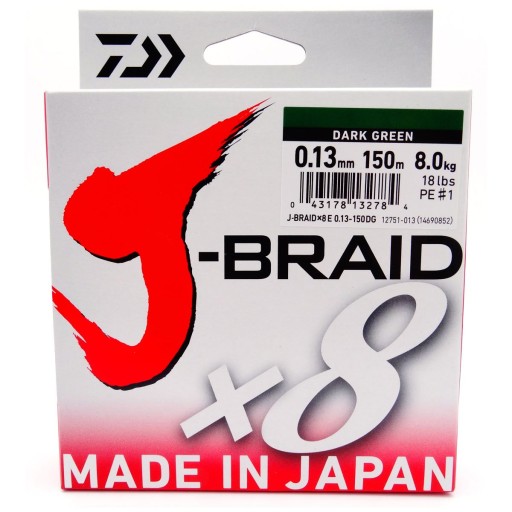 DARK GREEN
0.13mm 150m 8.0kg
18 lbs
PE #1
0 43178 13278 4
J-BRAID×8 E 0.13-150DG 12751-013 (14690852)
J-BRAID
×8
MADE IN JAPAN